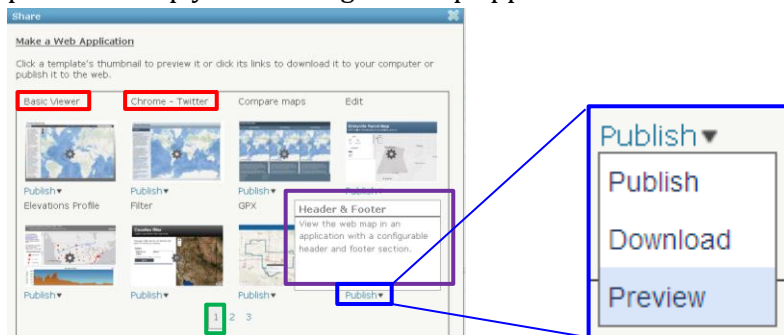 Share
Make a Web Application
Click a template's thumbnail to preview it or click its links to download it to your computer or
publish it to the web.
Basic Viewer
Chrome - Twitter
Compare maps
Edit
Publish▾
Publish▾
Publish▾
Publish▾
Elevations Profile
Filter
GPX
Header & Footer
View the web map in an
application with a configurable
header and footer section.
Publish▾
Publish▾
Publish▾
Publish▾
1 2 3
Publish▾
Publish
Download
Preview